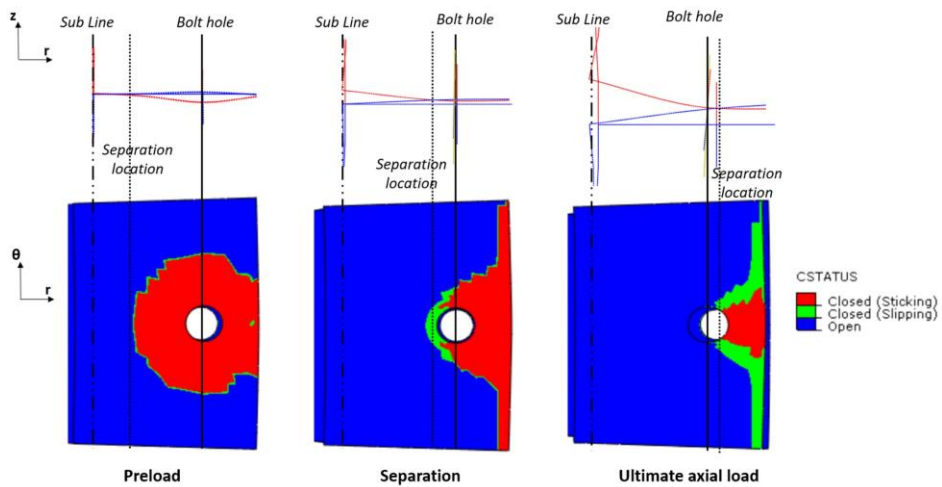 Sub Line
Bolt hole
z
r
Separation
location
θ
r
Preload
Sub Line
Bolt hole
Separation
location
Separation
Sub Line
Bolt hole
Separation
location
Ultimate axial load
CSTATUS
Closed (Sticking)
Closed (Slipping)
Open